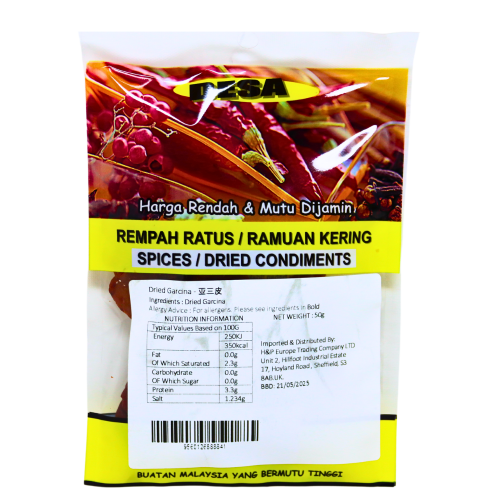 DESA
Harga Rendah & Mutu Dijamin
REMPAH RATUS / RAMUAN KERING
SPICES / DRIED CONDIMENTS
Dried Garcina - 亚三皮
Ingredients : Dried Garcina
Allergy Advice : For allergens. Please see ingredients in Bold
NUTRITION INFORMATION
NET WEIGHT : 50g
Typical Values Based on 100G
Energy 250KJ
350kcal
Fat 0.0g
Of Which Saturated 2.3g
Carbohydrate 0.0g
OF Which Sugar 0.0g
Protein 3.3g
Salt 1.234g
Imported & Distributed By:
H&P Europe Trading Company LTD
Unit 2, Hillfoot Industrial Estate
17, Hoyland Road, Sheffield, S3
8AB.UK.
BBD: 21/05/2025
BUATAN MALAYSIA YANG BERMUTU TINGGI